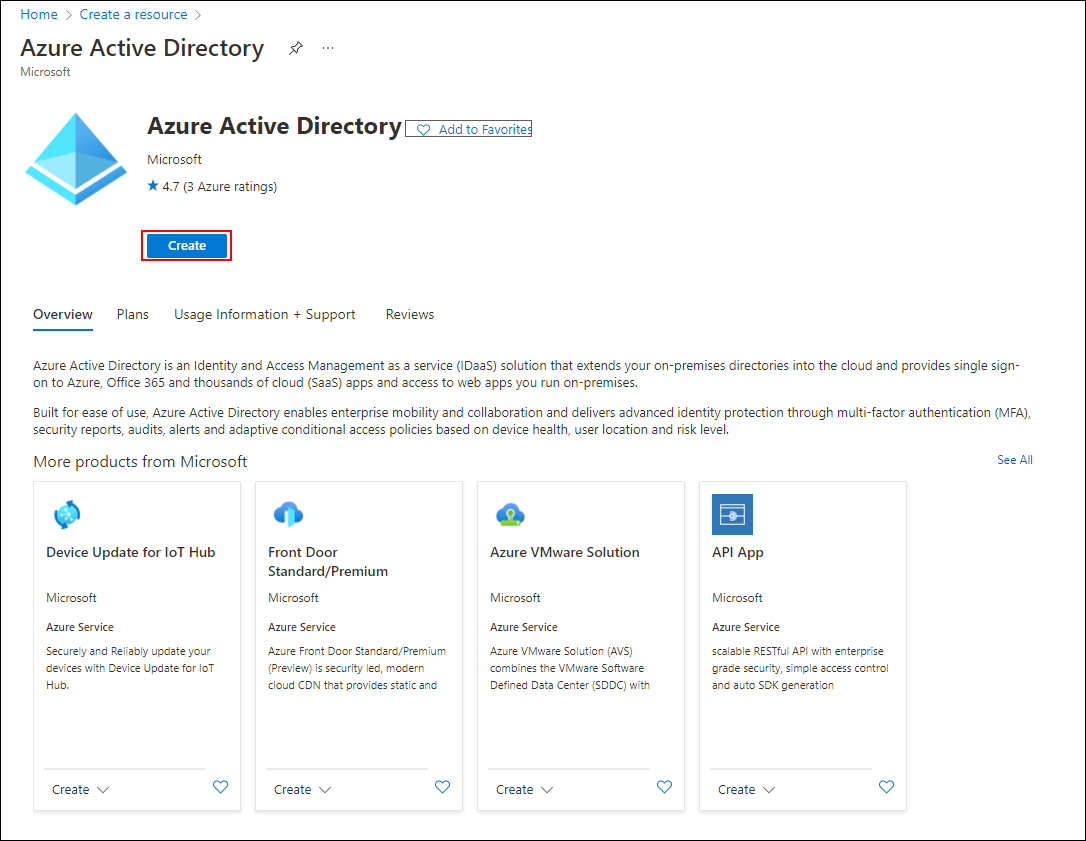 Home > Create a resource >
Azure Active Directory
Microsoft
Azure Active Directory
Add to Favorites
Microsoft
★ 4.7 (3 Azure ratings)
Create
Overview Plans Usage Information + Support Reviews
Azure Active Directory is an Identity and Access Management as a service (IDaaS) solution that extends your on-premises directories into the cloud and provides single sign-
on to Azure, Office 365 and thousands of cloud (SaaS) apps and access to web apps you run on-premises.
Built for ease of use, Azure Active Directory enables enterprise mobility and collaboration and delivers advanced identity protection through multi-factor authentication (MFA),
security reports, audits, alerts and adaptive conditional access policies based on device health, user location and risk level.
More products from Microsoft
See All
Device Update for IoT Hub
Microsoft
Azure Service
Securely and Reliably update your
devices with Device Update for IoT
Hub.
Create
Front Door
Standard/Premium
Microsoft
Azure Service
Azure Front Door Standard/Premium
(Preview) is security led, modern
cloud CDN that provides static and
Create
Azure VMware Solution
Microsoft
Azure Service
Azure VMware Solution (AVS)
combines the VMware Software
Defined Data Center (SDDC) with
Create
API App
Microsoft
Azure Service
scalable RESTful API with enterprise
grade security, simple access control
and auto SDK generation
Create